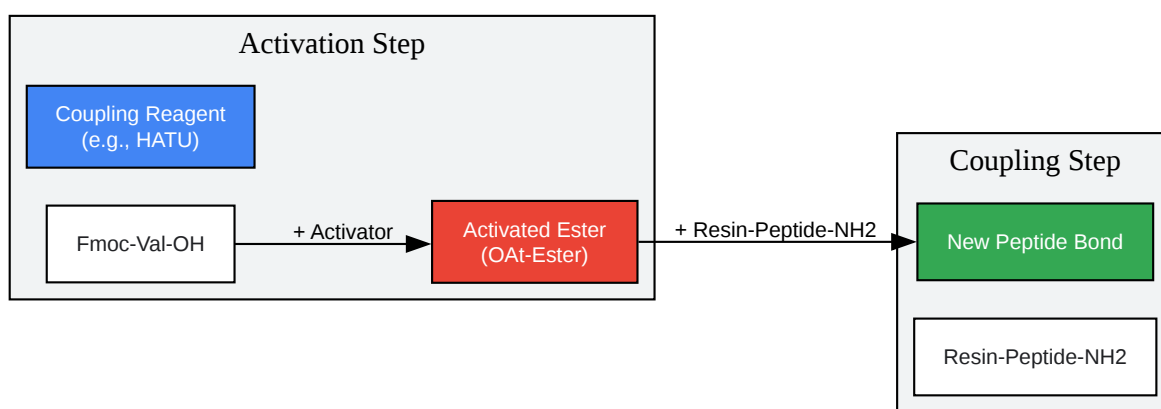 Activation Step
Coupling Reagent
(e.g., HATU)
Fmoc-Val-OH
+ Activator
Activated Ester
(OAt-Ester)
+ Resin-Peptide-NH2
Coupling Step
New Peptide Bond
Resin-Peptide-NH2